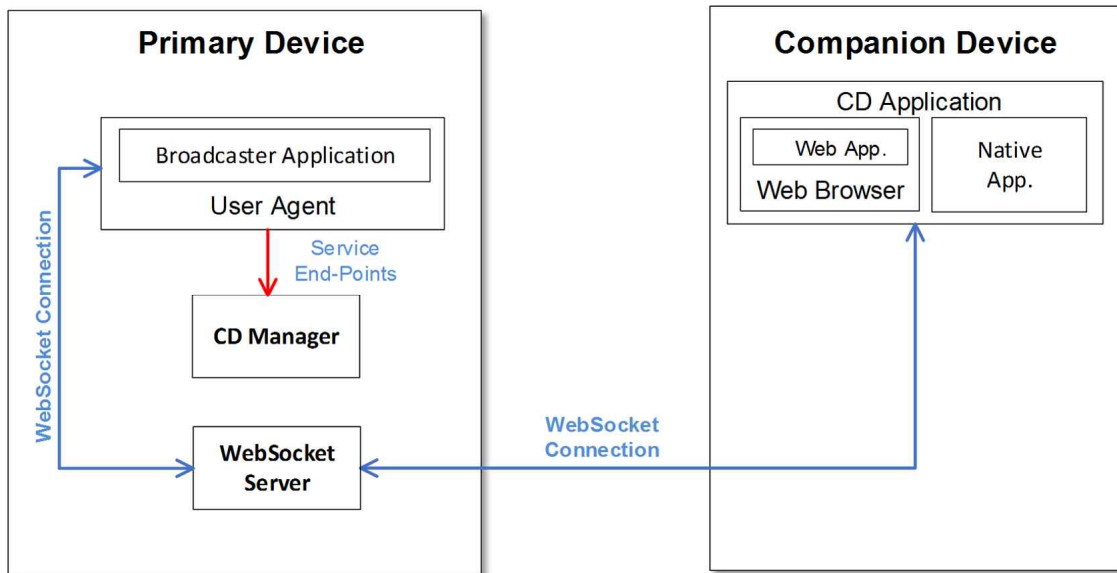 Primary Device
Broadcaster Application
User Agent
Service
End-Points
CD Manager
WebSocket
Server
WebSocket Connection
WebSocket
Connection
Companion Device
CD Application
Web App.
Web Browser
Native
App.